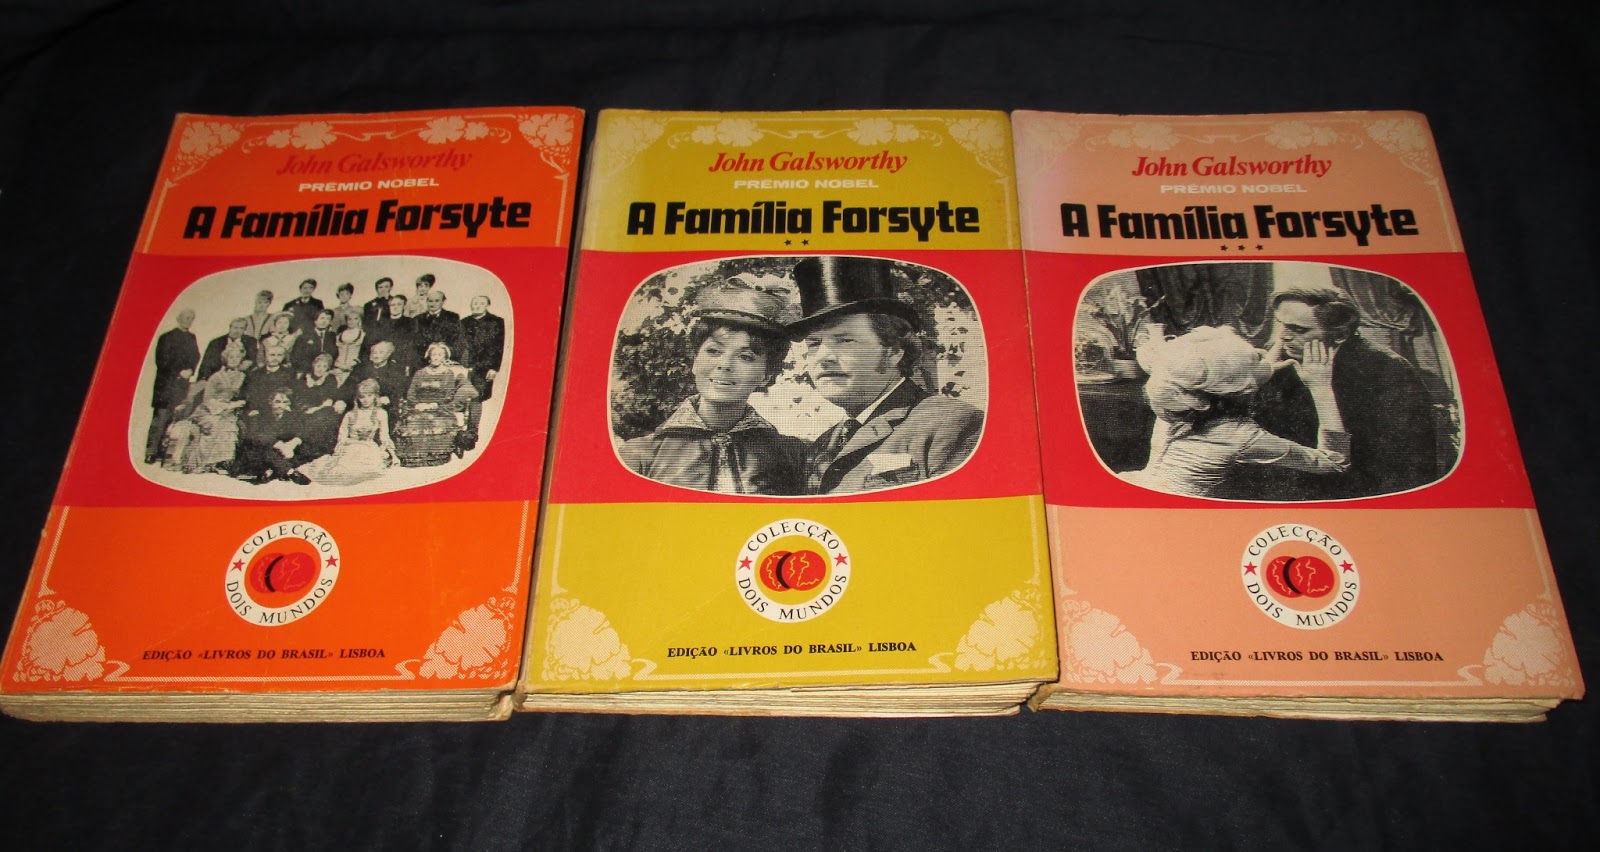 John Galsworthy
PRÉMIO NOBEL
A Família Forsyte
COLECÇÃO
DOIS MUNDOS
EDIÇÃO «LIVROS DO BRASIL» LISBOA
John Galsworthy
PRÉMIO NOBEL
A Família Forsyte
★ ★
COLECÇÃO
DOIS MUNDOS
EDIÇÃO «LIVROS DO BRASIL» LISBOA
John Galsworthy
PRÉMIO NOBEL
A Família Forsyte
★ ★ ★
COLECÇÃO
DOIS MUNDOS
EDIÇÃO «LIVROS DO BRASIL» LISBOA